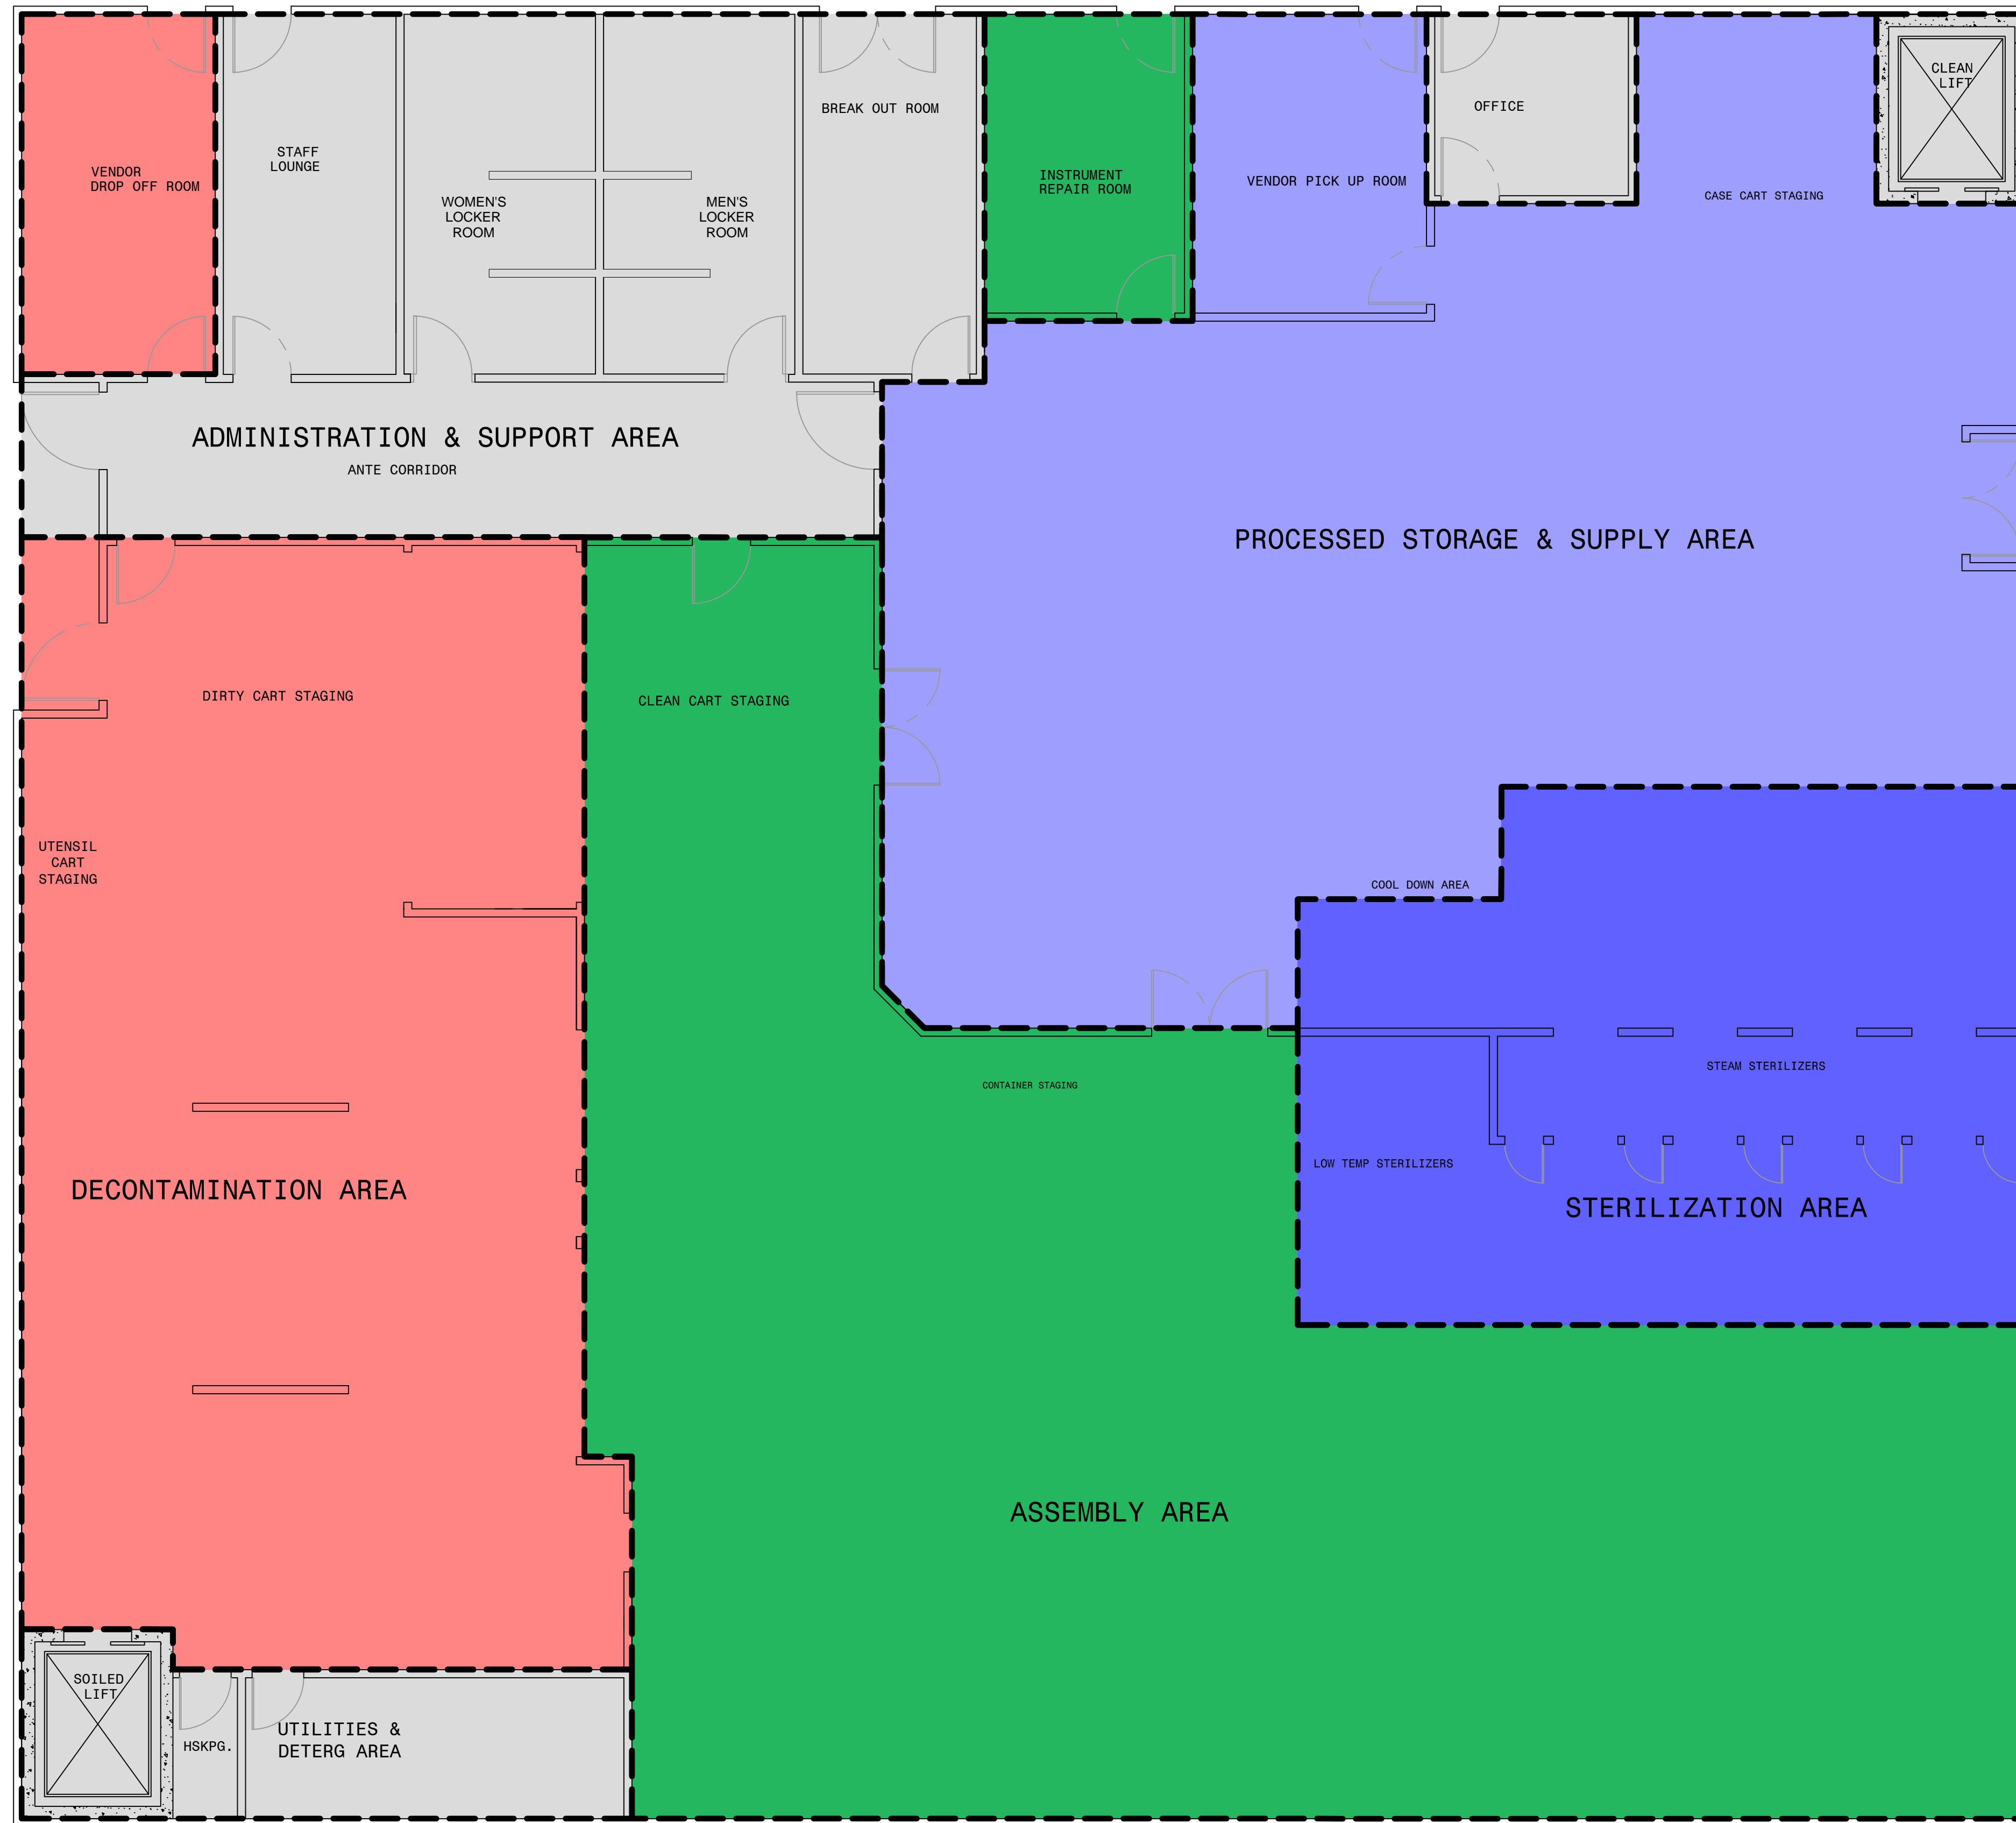 VENDOR
DROP OFF ROOM
STAFF
LOUNGE
WOMEN'S
LOCKER
ROOM
MEN'S
LOCKER
ROOM
BREAK OUT ROOM
INSTRUMENT
REPAIR ROOM
VENDOR PICK UP ROOM
OFFICE
CASE CART STAGING
CLEAN
LIFT
ADMINISTRATION & SUPPORT AREA
ANTE CORRIDOR
PROCESSED STORAGE & SUPPLY AREA
DIRTY CART STAGING
CLEAN CART STAGING
UTENSIL
CART
STAGING
COOL DOWN AREA
CONTAINER STAGING
STEAM STERILIZERS
LOW TEMP STERILIZERS
DECONTAMINATION AREA
STERILIZATION AREA
ASSEMBLY AREA
SOILED
LIFT
HSKPG.
UTILITIES &
DETERG AREA